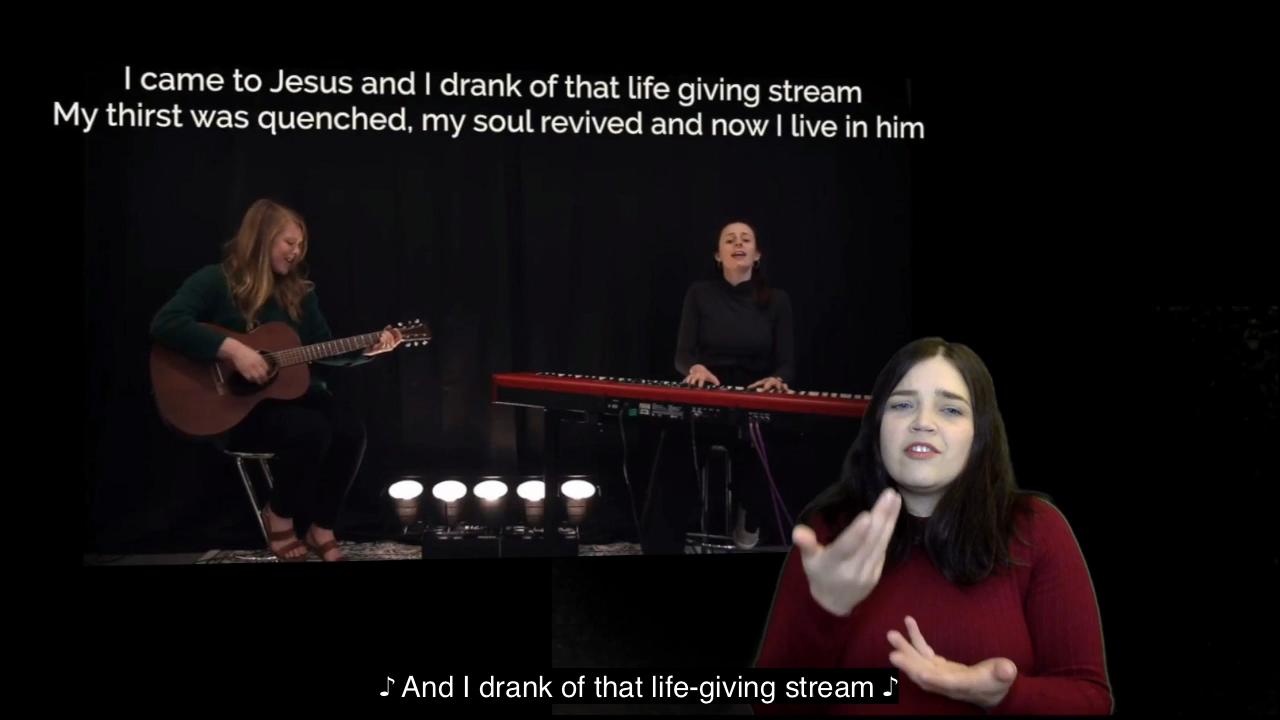 I came to Jesus and I drank of that life giving stream
My thirst was quenched, my soul revived and now I live in him
♪ And I drank of that life-giving stream ♪